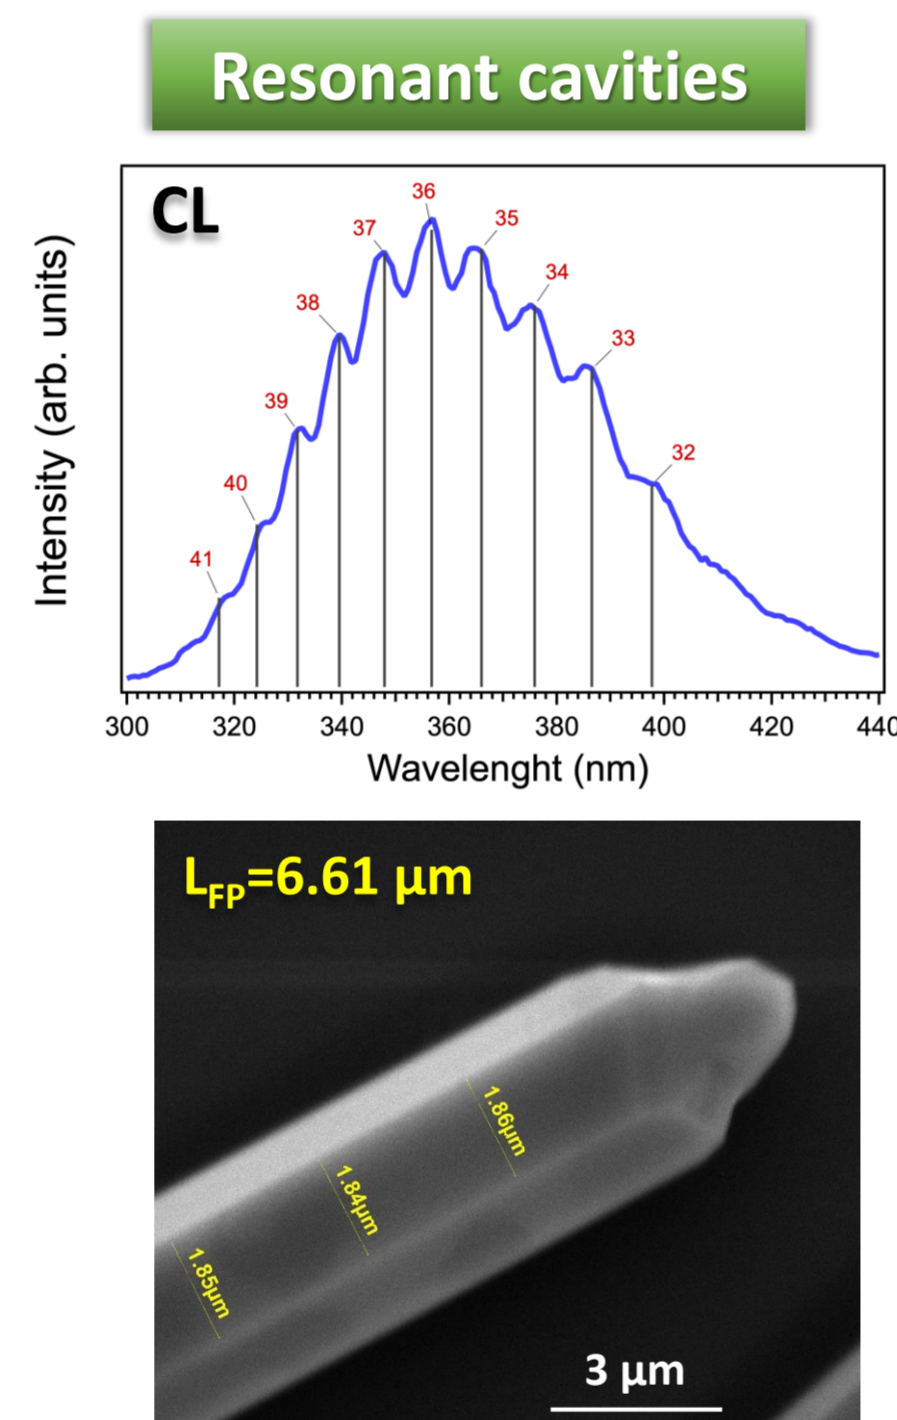 Resonant cavities
CL
36
37
35
34
38
33
39
32
40
41
Intensity (arb. units)
300 320 340 360 380 400 420 440
Wavelenght (nm)
LFP=6.61 µm
1.86µm
1.84µm
1.85µm
3 µm